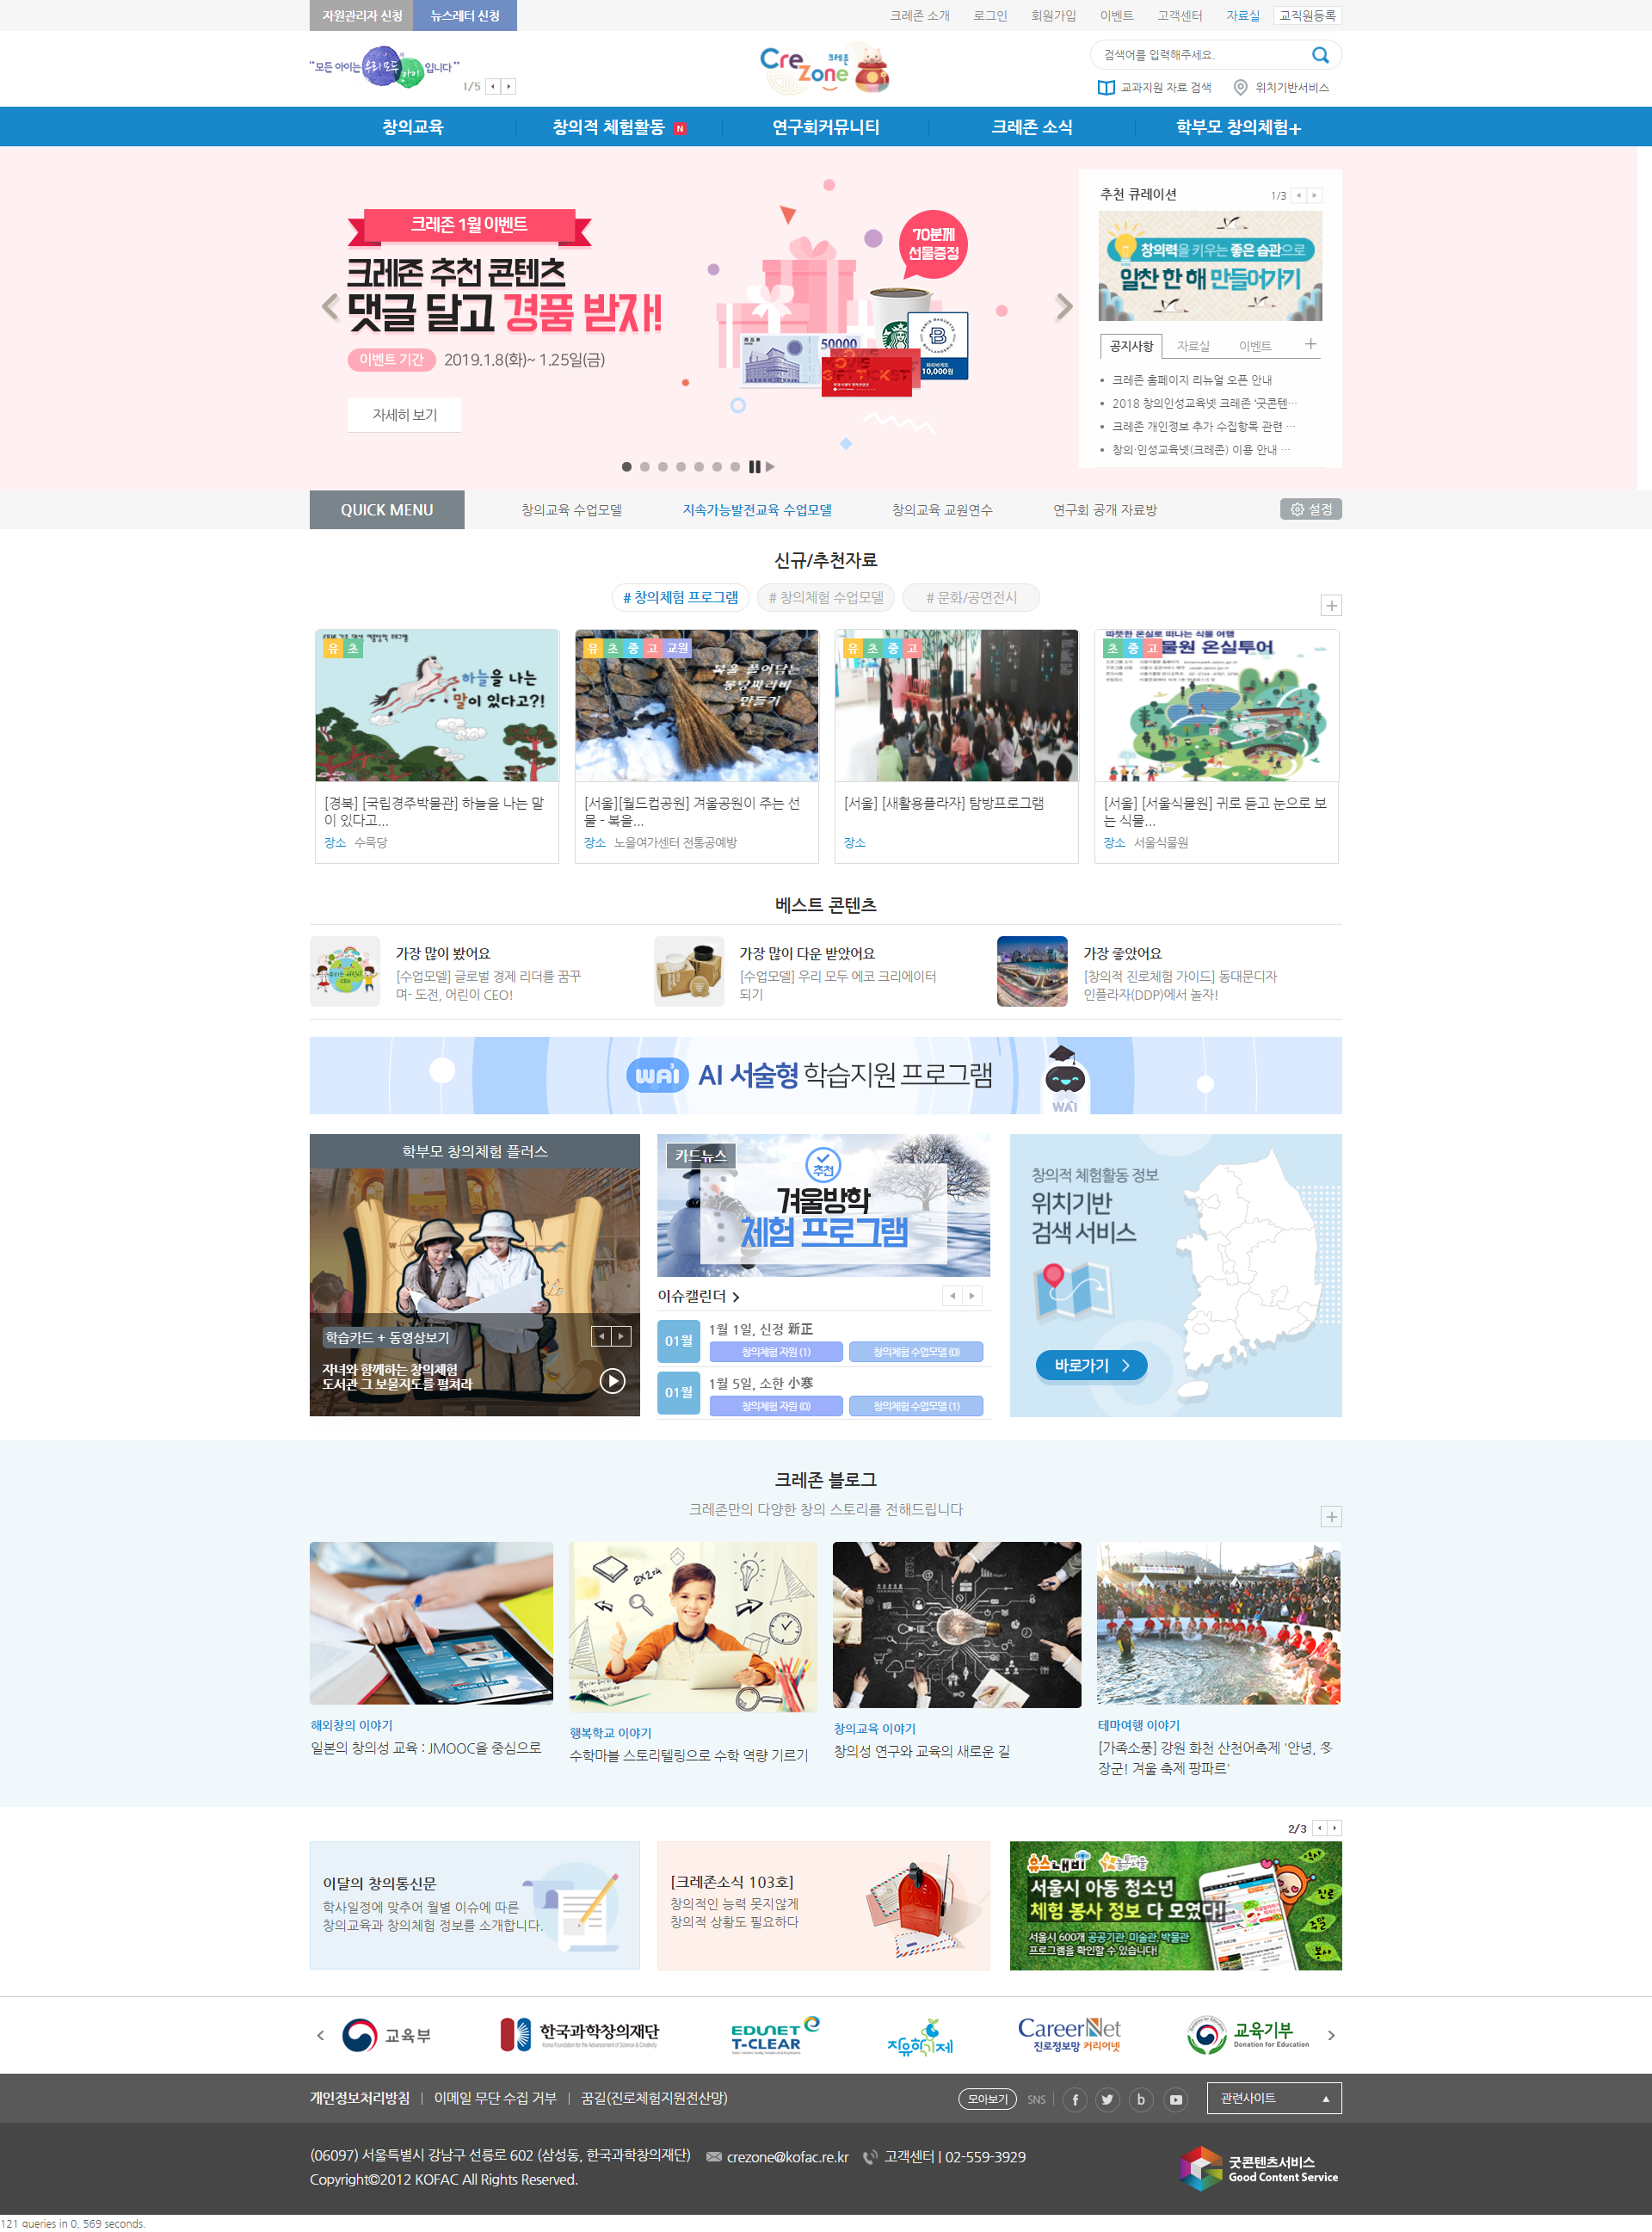 자원관리자 신청
뉴스레터 신청
크레존 소개
로그인
회원가입
이벤트
고객센터
자료실
교직원등록
"모든 아이는 우리 모두 아이 입니다"
1/5
CreZone 크레존
검색어를 입력해주세요.
교과지원 자료 검색
위치기반서비스
창의교육
창의적 체험활동 N
연구회커뮤니티
크레존 소식
학부모 창의체험+
크레존 1월 이벤트
크레존 추천 콘텐츠
댓글 달고 경품 받자!
이벤트 기간 2019.1.8(화)~ 1.25일(금)
자세히 보기
70분께
선물증정
50000
10,000원
추천 큐레이션
1/3
창의력을 키우는 좋은 습관으로
알찬 한 해 만들어가기
공지사항
자료실
이벤트
크레존 홈페이지 리뉴얼 오픈 안내
2018 창의인성교육넷 크레존 '굿콘텐…
크레존 개인정보 추가 수집항목 관련 …
창의·인성교육넷(크레존) 이용 안내 …
QUICK MENU
창의교육 수업모델
지속가능발전교육 수업모델
창의교육 교원연수
연구회 공개 자료방
설정
신규/추천자료
# 창의체험 프로그램
# 창의체험 수업모델
# 문화/공연전시
유 초
하늘을 나는
말이 있다고?!
유 초 중 고 교원
복을 쓸어담는
몽당빗자루
만들기
유 초 중 고
따뜻한 온실로 떠나는 식물 여행
초 중 고
물원 온실투어
[경북] [국립경주박물관] 하늘을 나는 말
이 있다고...
장소 수묵당
[서울][월드컵공원] 겨울공원이 주는 선
물 - 복을...
장소 노을여가센터 전통공예방
[서울] [새활용플라자] 탐방프로그램
장소
[서울] [서울식물원] 귀로 듣고 눈으로 보
는 식물...
장소 서울식물원
베스트 콘텐츠
가장 많이 봤어요
[수업모델] 글로벌 경제 리더를 꿈꾸
며- 도전, 어린이 CEO!
가장 많이 다운 받았어요
[수업모델] 우리 모두 에코 크리에이터
되기
가장 좋았어요
[창의적 진로체험 가이드] 동대문디자
인플라자(DDP)에서 놀자!
WAI AI 서술형 학습지원 프로그램
WAI
학부모 창의체험 플러스
학습카드 + 동영상보기
자녀와 함께하는 창의체험
도서관 그 보물지도를 펼쳐라
카드뉴스
추천
겨울방학
체험 프로그램
이슈캘린더
01월
1월 1일, 신정 新正
창의체험 자원 (1)
창의체험 수업모델 (0)
01월
1월 5일, 소한 小寒
창의체험 자원 (0)
창의체험 수업모델 (1)
창의적 체험활동 정보
위치기반
검색 서비스
바로가기
크레존 블로그
크레존만의 다양한 창의 스토리를 전해드립니다
해외창의 이야기
일본의 창의성 교육 : JMOOC을 중심으로
행복학교 이야기
수학마블 스토리텔링으로 수학 역량 기르기
창의교육 이야기
창의성 연구와 교육의 새로운 길
테마여행 이야기
[가족소풍] 강원 화천 산천어축제 '안녕, 冬
장군! 겨울 축제 팡파르'
2/3
이달의 창의통신문
학사일정에 맞추어 월별 이슈에 따른
창의교육과 창의체험 정보를 소개합니다.
[크레존소식 103호]
창의적인 능력 못지않게
창의적 상황도 필요하다
유스내비
서울시 아동 청소년
체험 봉사 정보 다 모였다!
서울시 600개 공공기관, 미술관, 박물관
프로그램을 확인할 수 있습니다!
진로
주말
봉사
교육부
한국과학창의재단
Korea Foundation for the Advancement of Science & Creativity
EDUNET
T-CLEAR
자유학기제
CareerNet
진로정보망 커리어넷
교육기부
Donation for Education
개인정보처리방침
이메일 무단 수집 거부
꿈길(진로체험지원전산망)
모아보기
SNS
관련사이트
(06097) 서울특별시 강남구 선릉로 602 (삼성동, 한국과학창의재단)
crezone@kofac.re.kr
고객센터 | 02-559-3929
Copyright©2012 KOFAC All Rights Reserved.
굿콘텐츠서비스
Good Content Service
121 queries in 0, 569 seconds.